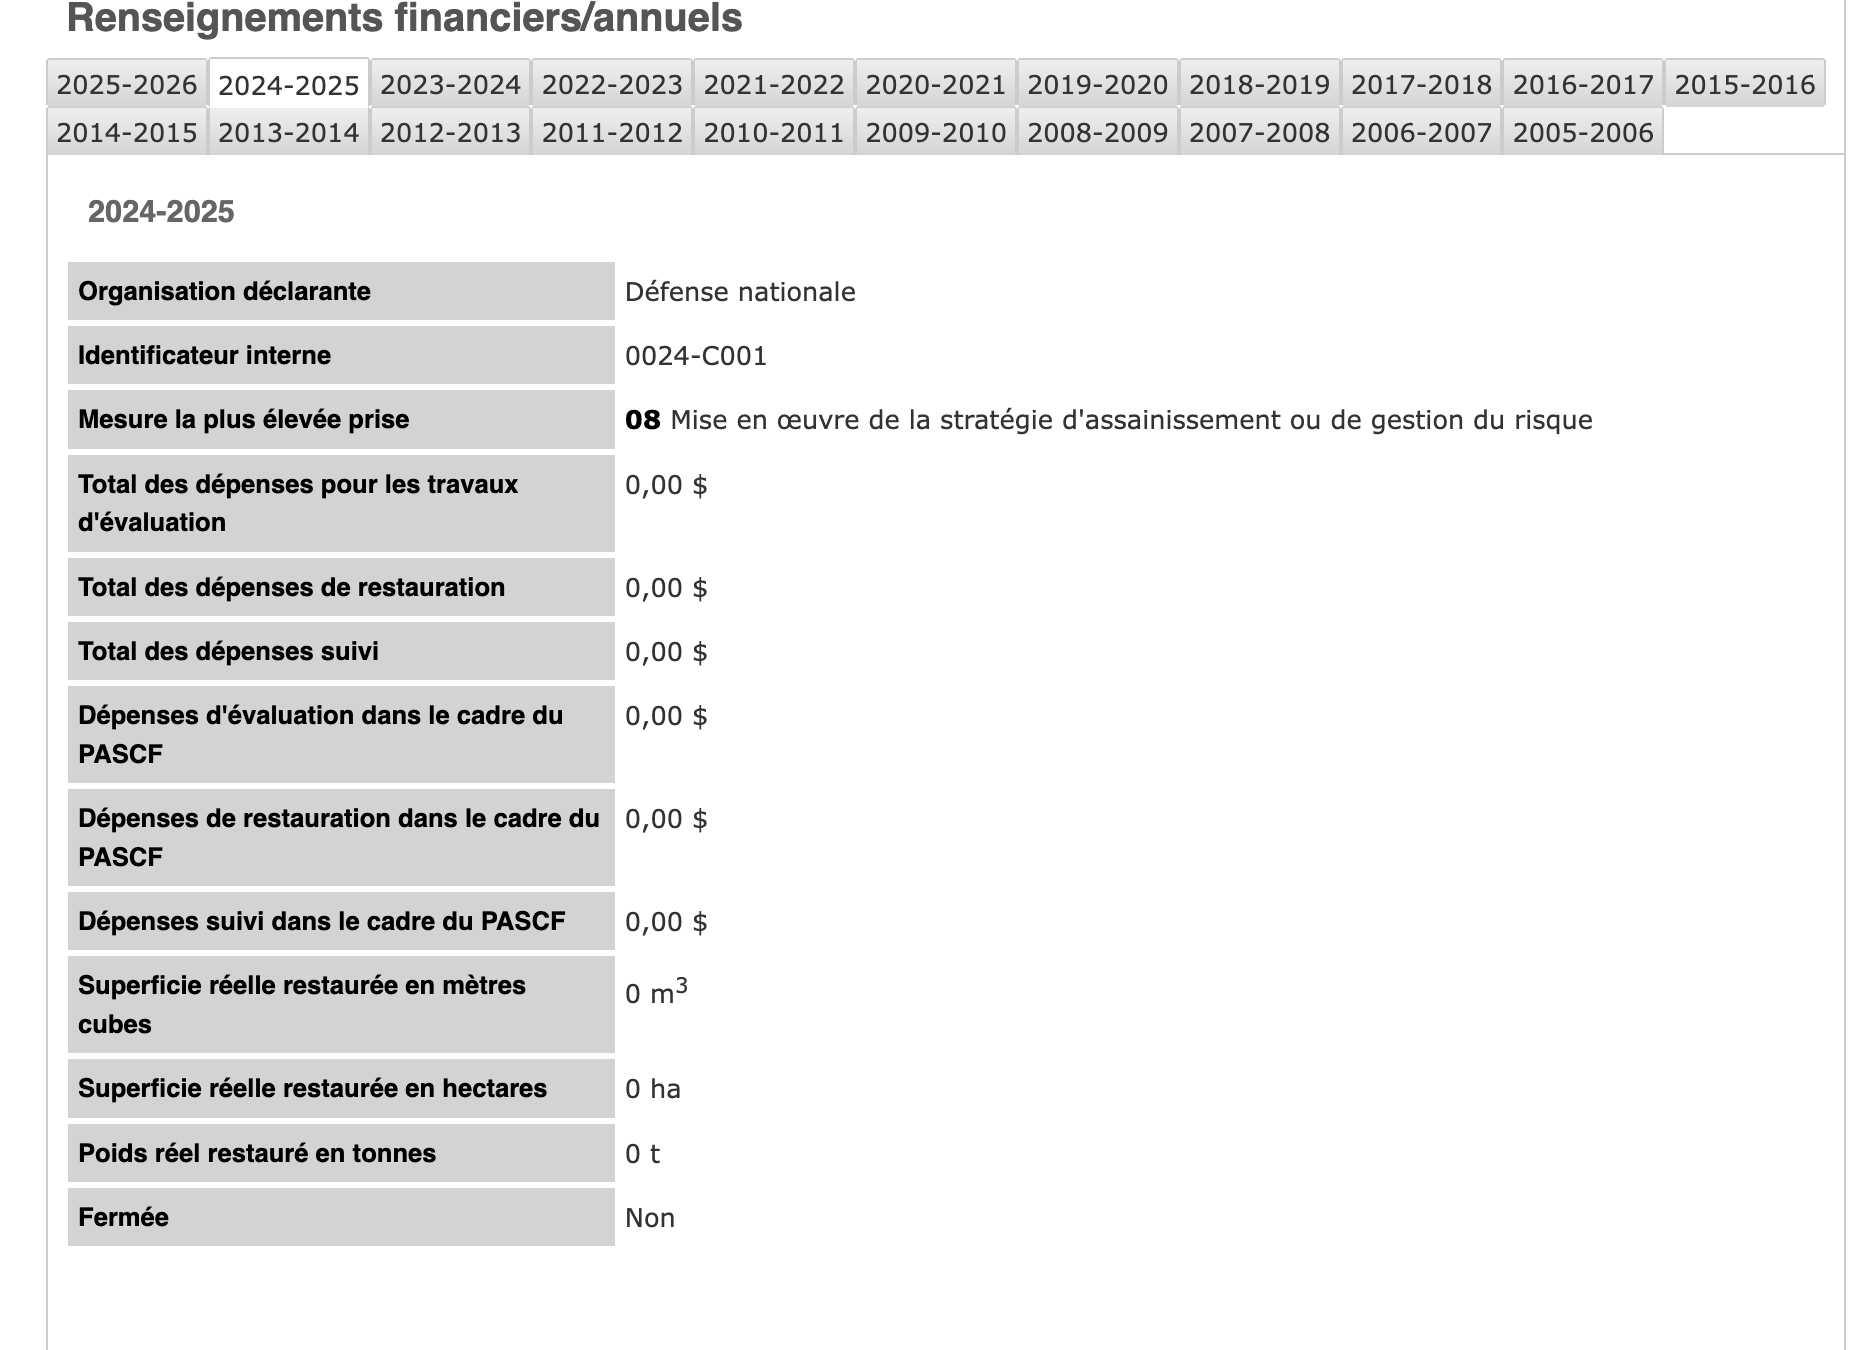 Renseignements financiers/annuels
2025-2026 2024-2025 2023-2024 2022-2023 2021-2022 2020-2021 2019-2020 2018-2019 2017-2018 2016-2017 2015-2016
2014-2015 2013-2014 2012-2013 2011-2012 2010-2011 2009-2010 2008-2009 2007-2008 2006-2007 2005-2006
2024-2025
Organisation déclarante Défense nationale
Identificateur interne 0024-C001
Mesure la plus élevée prise 08 Mise en œuvre de la stratégie d'assainissement ou de gestion du risque
Total des dépenses pour les travaux 0,00 $
d'évaluation
Total des dépenses de restauration 0,00 $
Total des dépenses suivi 0,00 $
Dépenses d'évaluation dans le cadre du 0,00 $
PASCF
Dépenses de restauration dans le cadre du 0,00 $
PASCF
Dépenses suivi dans le cadre du PASCF 0,00 $
Superficie réelle restaurée en mètres 0 m³
cubes
Superficie réelle restaurée en hectares 0 ha
Poids réel restauré en tonnes 0 t
Fermée Non